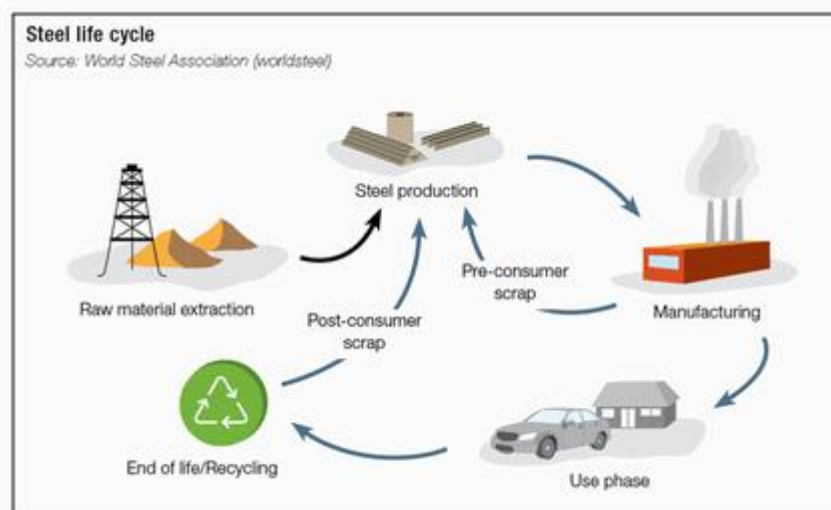 Steel life cycle
Source: World Steel Association (worldsteel)
Steel production
Raw material extraction
Pre-consumer
scrap
Manufacturing
Post-consumer
scrap
End of life/Recycling
Use phase